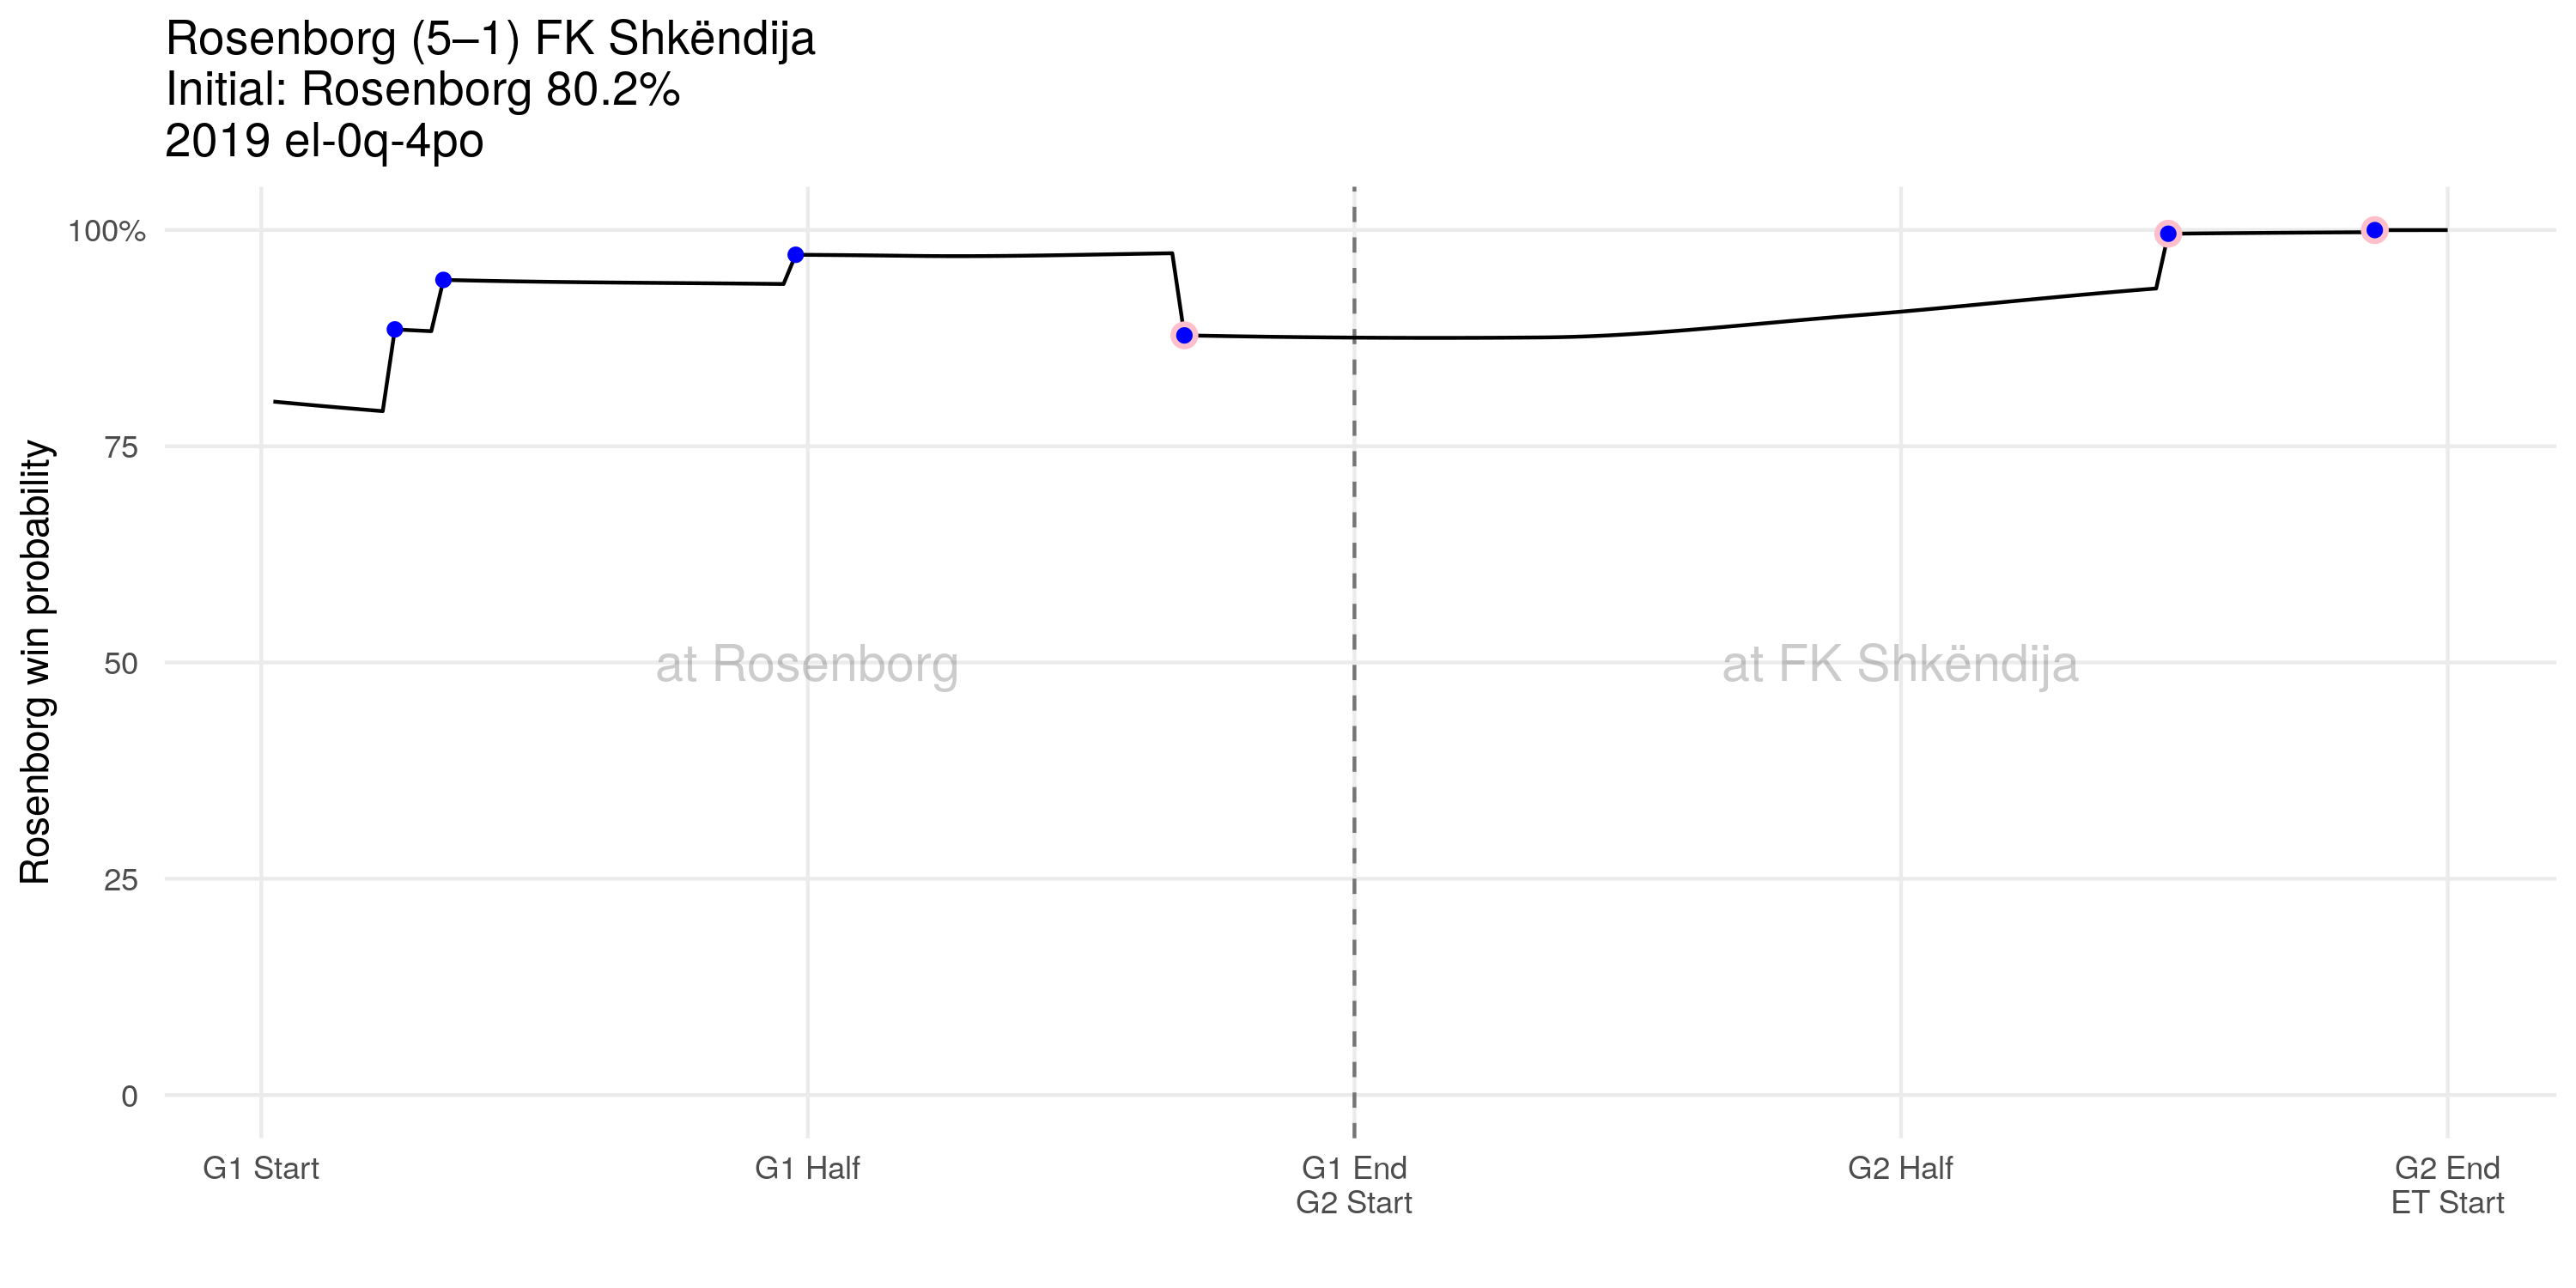 Rosenborg (5–1) FK Shkëndija
Initial: Rosenborg 80.2%
2019 el-0q-4po
Rosenborg win probability
100%
75
50
25
0
at Rosenborg
at FK Shkëndija
G1 Start
G1 Half
G1 End
G2 Start
G2 Half
G2 End
ET Start